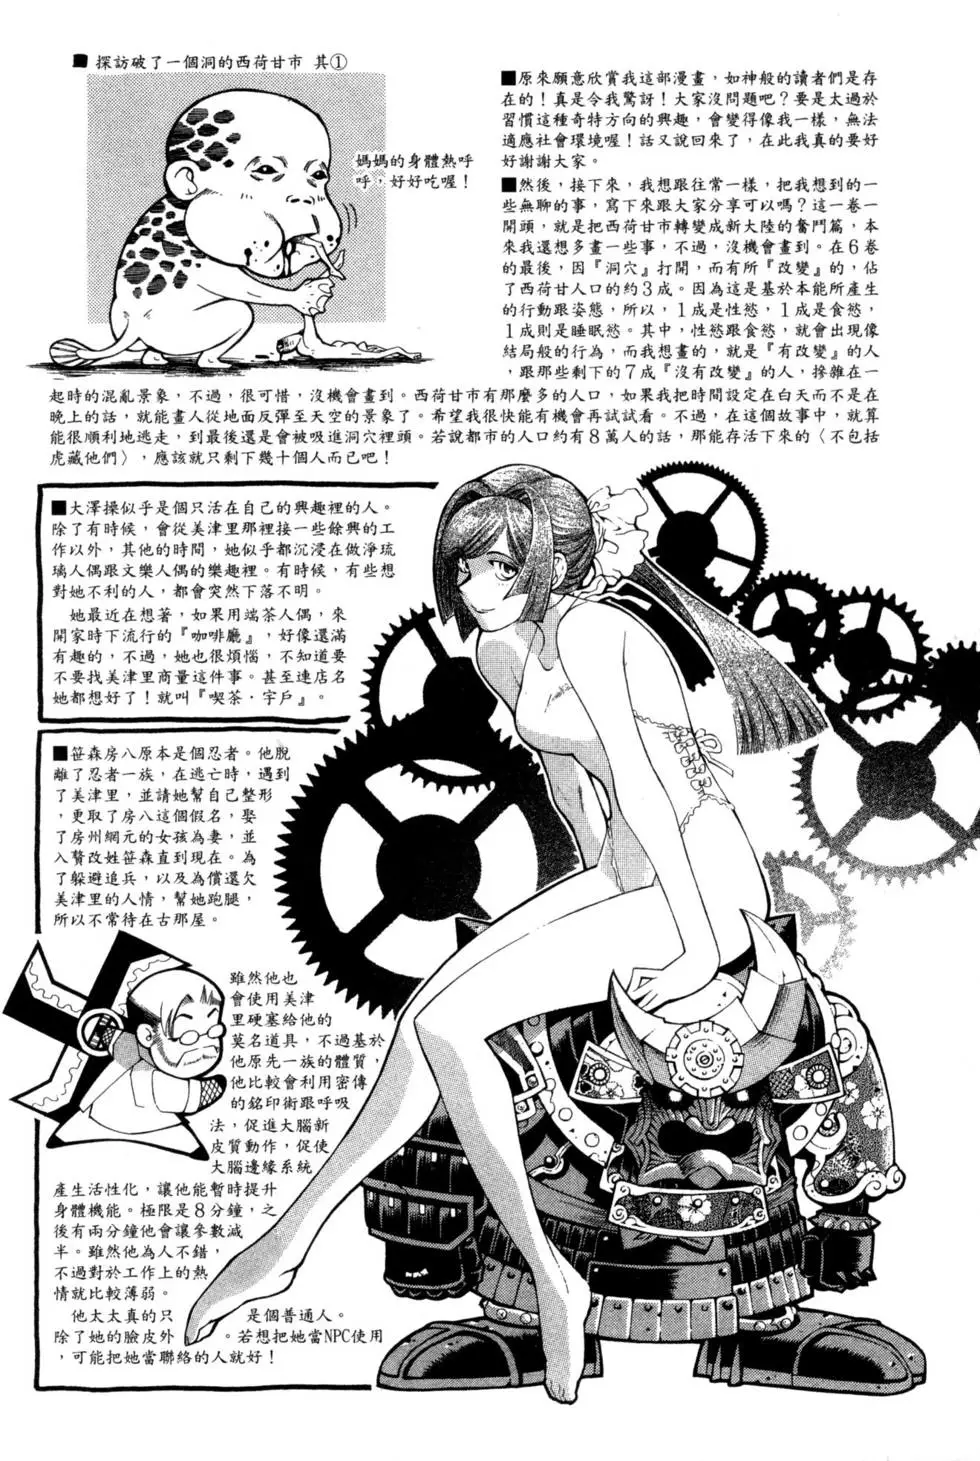 ■ 探訪破了一個洞的西荷甘市 其①
媽媽的身體熱呼
呼，好好吃喔！
■原來願意欣賞我這部漫畫，如神般的讀者們是存
在的！真是令我驚訝！大家沒問題吧？要是太過於
習慣這種奇特方向的興趣，會變得像我一樣，無法
適應社會環境喔！話又說回來了，在此我真的要好
好謝謝大家。
■然後，接下來，我想跟往常一樣，把我想到的一
些無聊的事，寫下來跟大家分享可以嗎？這一卷一
開頭，就是把西荷甘市轉變成新大陸的奮鬥篇，本
來我還想多畫一些事，不過，沒機會畫到。在6卷
的最後，因『洞穴』打開，而有所『改變』的，佔
了西荷甘人口的約3成。因為這是基於本能所產生
的行動跟姿態，所以，1成是性慾，1成是食慾，
1成則是睡眠慾。其中，性慾跟食慾，就會出現像
結局般的行為，而我想畫的，就是『有改變』的人
，跟那些剩下的7成『沒有改變』的人，摻雜在一
起時的混亂景象，不過，很可惜，沒機會畫到。西荷甘市有那麼多的人口，如果我把時間設定在白天而不是在
晚上的話，就能畫人從地面反彈至天空的景象了。希望我很快能有機會再試試看。不過，在這個故事中，就算
能很順利地逃走，到最後還是會被吸進洞穴裡頭。若說都市的人口約有8萬人的話，那能存活下來的〈不包括
虎藏他們〉，應該就只剩下幾十個人而已吧！
■大澤操似乎是個只活在自己的興趣裡的人。
除了有時候，會從美津里那裡接一些餘興的工
作以外，其他的時間，她似乎都沉浸在做淨琉
璃人偶跟文樂人偶的樂趣裡。有時候，有些想
對她不利的人，都會突然下落不明。
她最近在想著，如果用端茶人偶，來
開家時下流行的『咖啡廳』，好像還滿
有趣的，不過，她也很煩惱，不知道要
不要找美津里商量這件事。甚至連店名
她都想好了！就叫『喫茶·字戶』。
■笹森房八原本是個忍者。他脫
離了忍者一族，在逃亡時，遇到
了美津里，並請她幫自己整形
，更取了房八這個假名，娶
了房州網元的女孩為妻，並
入贅改姓笹森直到現在。為
了躲避追兵，以及為償還欠
美津里的人情，幫她跑腿，
所以不常待在古那屋。
雖然他也
會使用美津
里硬塞給他的
莫名道具，不過基於
他原先一族的體質，
他比較會利用密傳
的銘印術跟呼吸
法，促進大腦新
皮質動作，促使
大腦邊緣系統
產生活性化，讓他能暫時提升
身體機能。極限是8分鐘，之
後有兩分鐘他會讓參數減
半。雖然他為人不錯，
不過對於工作上的熱
情就比較薄弱。
他太太真的只是個普通人。
除了她的臉皮外。若想把她當NPC使用
，可能把她當聯絡的人就好！